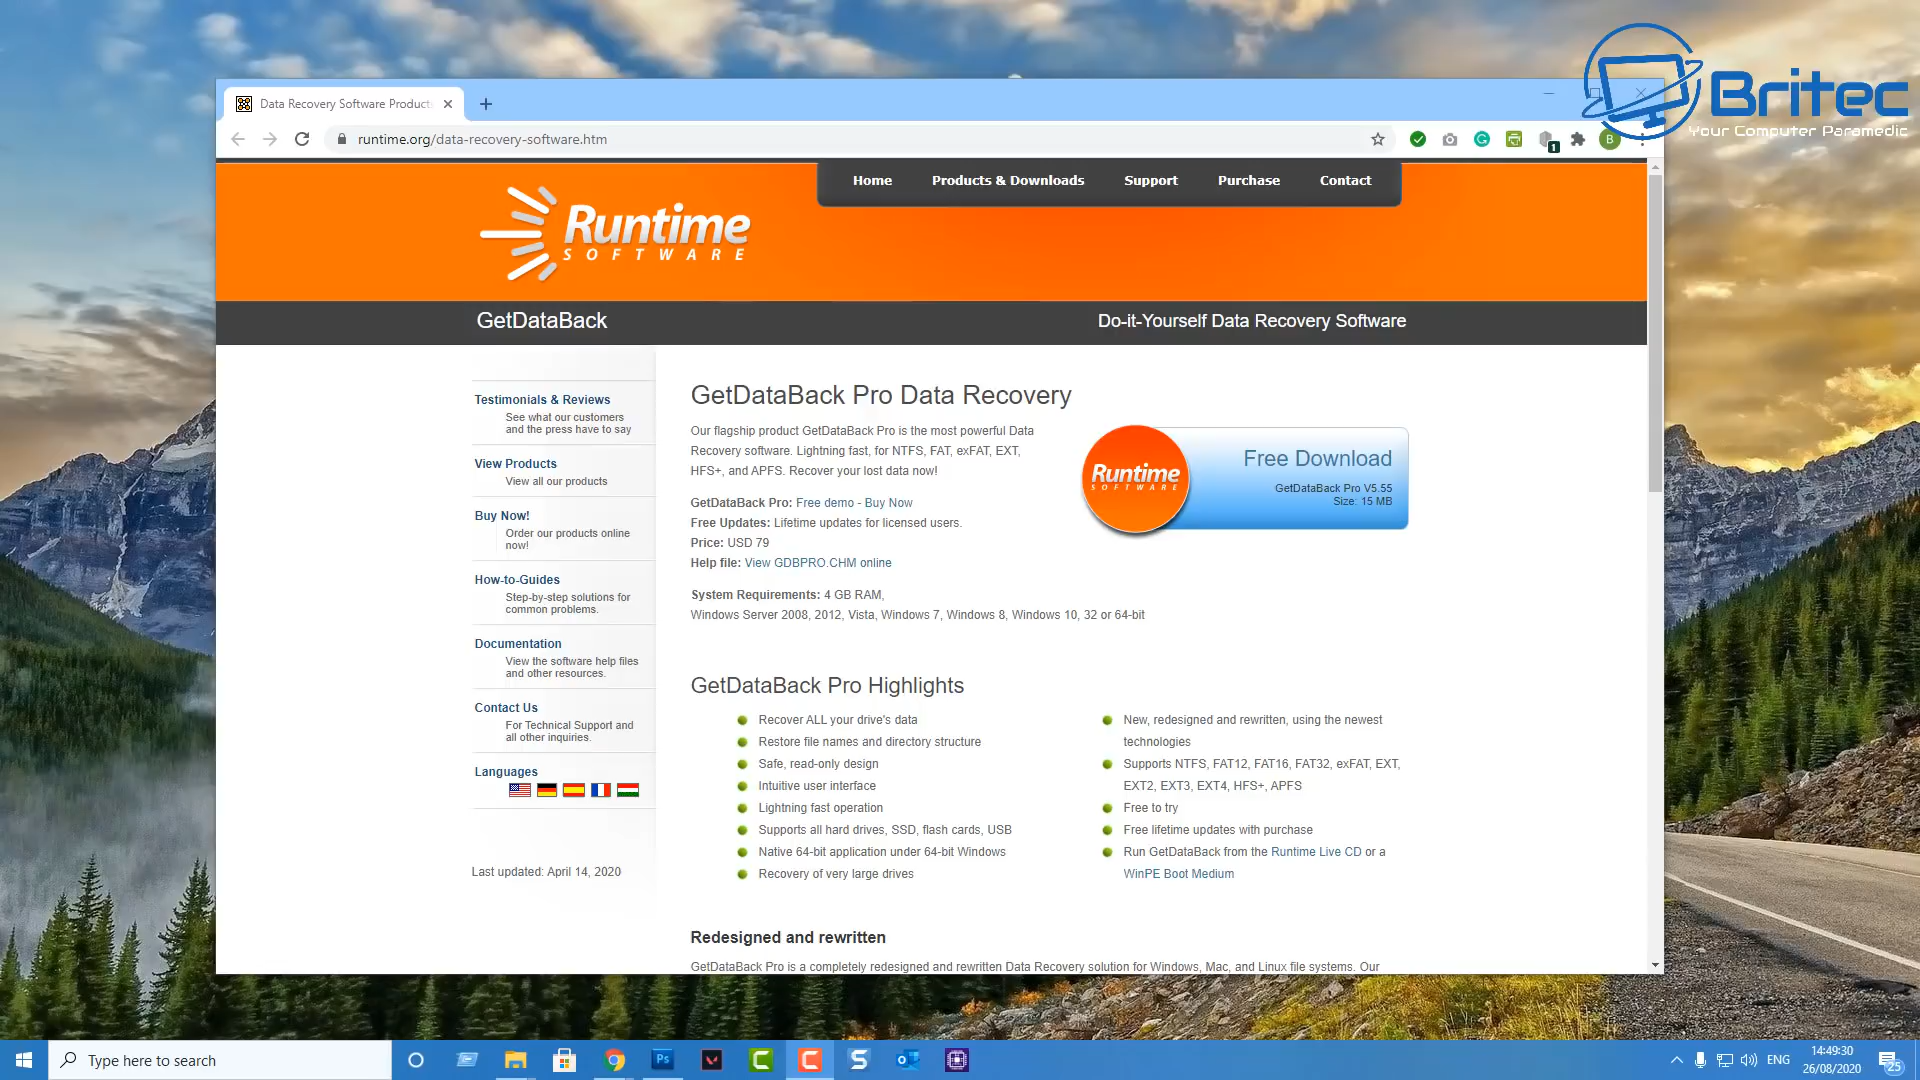 Britec
Your Computer Paramedic
Data Recovery Software Product
runtime.org/data-recovery-software.htm
1
B
Home
Products & Downloads
Support
Purchase
Contact
Runtime
SOFTWARE
GetDataBack
Do-it-Yourself Data Recovery Software
Testimonials & Reviews
See what our customers
and the press have to say
View Products
View all our products
Buy Now!
Order our products online
now!
How-to-Guides
Step-by-step solutions for
common problems.
Documentation
View the software help files
and other resources.
Contact Us
For Technical Support and
all other inquiries.
Languages
Last updated: April 14, 2020
GetDataBack Pro Data Recovery
Our flagship product GetDataBack Pro is the most powerful Data
Recovery software. Lightning fast, for NTFS, FAT, exFAT, EXT,
HFS+, and APFS. Recover your lost data now!
GetDataBack Pro: Free demo - Buy Now
Free Updates: Lifetime updates for licensed users.
Price: USD 79
Help file: View GDBPRO.CHM online
System Requirements: 4 GB RAM,
Windows Server 2008, 2012, Vista, Windows 7, Windows 8, Windows 10, 32 or 64-bit
Runtime
SOFTWARE
Free Download
GetDataBack Pro V5.55
Size: 15 MB
GetDataBack Pro Highlights
Recover ALL your drive's data
Restore file names and directory structure
Safe, read-only design
Intuitive user interface
Lightning fast operation
Supports all hard drives, SSD, flash cards, USB
Native 64-bit application under 64-bit Windows
Recovery of very large drives
New, redesigned and rewritten, using the newest
technologies
Supports NTFS, FAT12, FAT16, FAT32, exFAT, EXT,
EXT2, EXT3, EXT4, HFS+, APFS
Free to try
Free lifetime updates with purchase
Run GetDataBack from the Runtime Live CD or a
WinPE Boot Medium
Redesigned and rewritten
GetDataBack Pro is a completely redesigned and rewritten Data Recovery solution for Windows, Mac, and Linux file systems. Our
Type here to search
Ps
ENG
14:49:30
26/08/2020
25